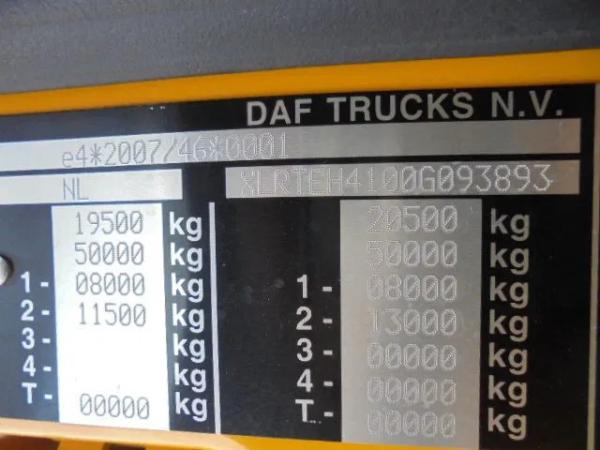 DAF TRUCKS N.V.
e4*2007/46*0001
NL XLRTEH4100G093893
19500 kg 20500 kg
50000 kg 50000 kg
1 - 08000 kg 1 - 08000 kg
2 - 11500 kg 2 - 13000 kg
3 - kg 3 - 00000 kg
4 - kg 4 - 00000 kg
T - 00000 kg T - 00000 kg